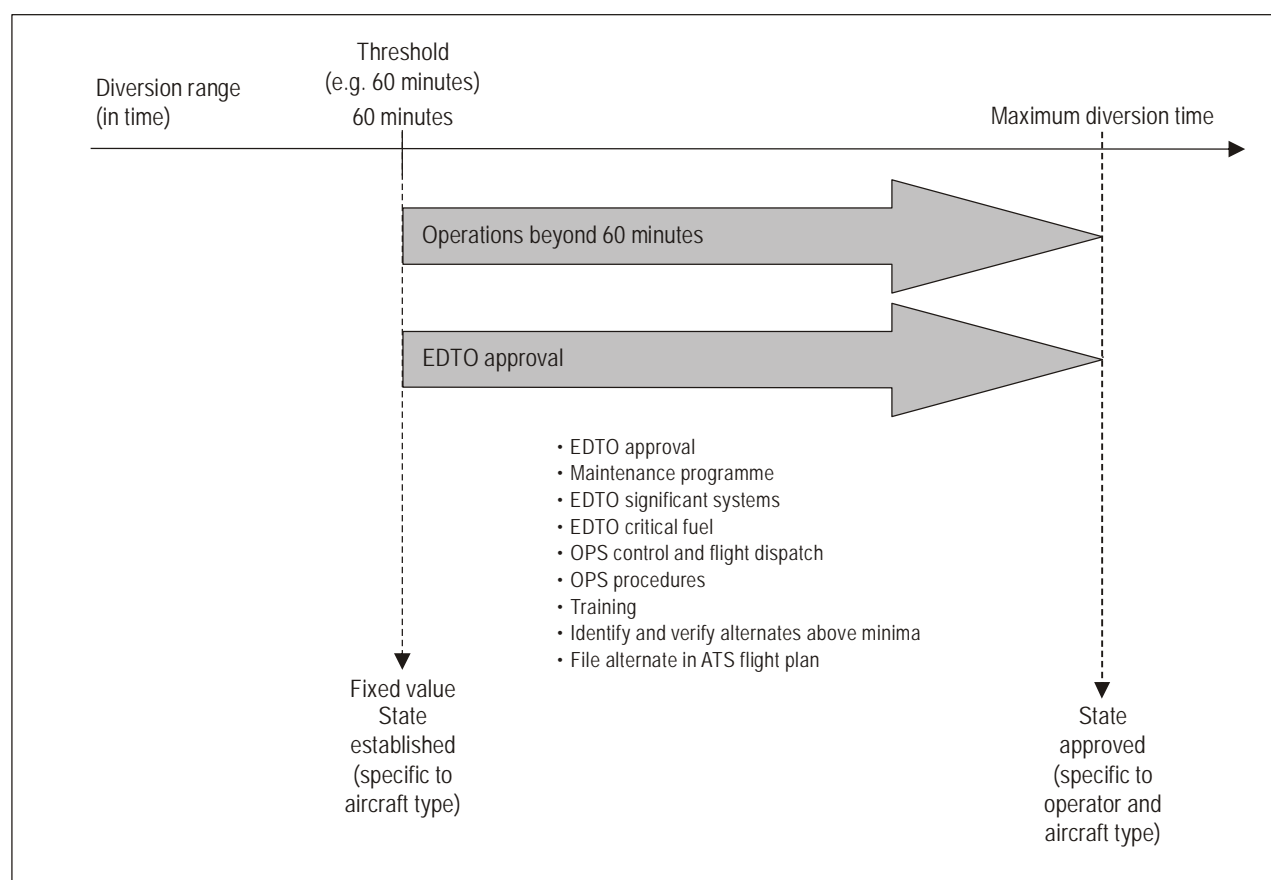 Threshold
(e.g. 60 minutes)
Diversion range
(in time)
60 minutes
Maximum diversion time
Operations beyond 60 minutes
EDTO approval
• EDTO approval
• Maintenance programme
• EDTO significant systems
• EDTO critical fuel
• OPS control and flight dispatch
• OPS procedures
• Training
• Identify and verify alternates above minima
• File alternate in ATS flight plan
Fixed value
State
established
(specific to
aircraft type)
State
approved
(specific to
operator and
aircraft type)